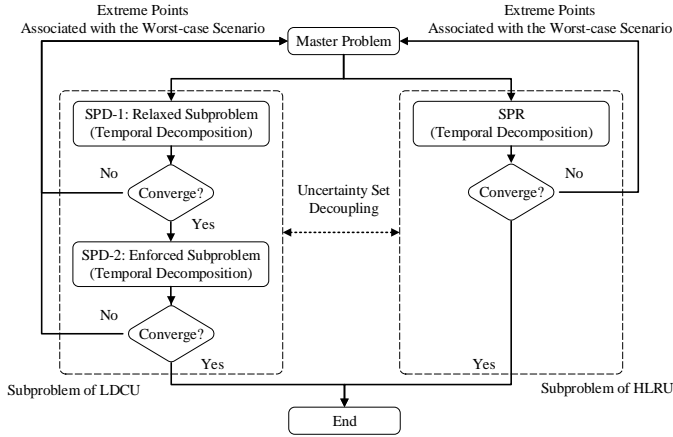 Extreme Points
Associated with the Worst-case Scenario
Extreme Points
Associated with the Worst-case Scenario
Master Problem
SPD-1: Relaxed Subproblem
(Temporal Decomposition)
SPR
(Temporal Decomposition)
No
Converge?
Yes
Uncertainty Set
Decoupling
Converge?
No
SPD-2: Enforced Subproblem
(Temporal Decomposition)
No
Converge?
Yes
Yes
Subproblem of LDCU
Subproblem of HLRU
End